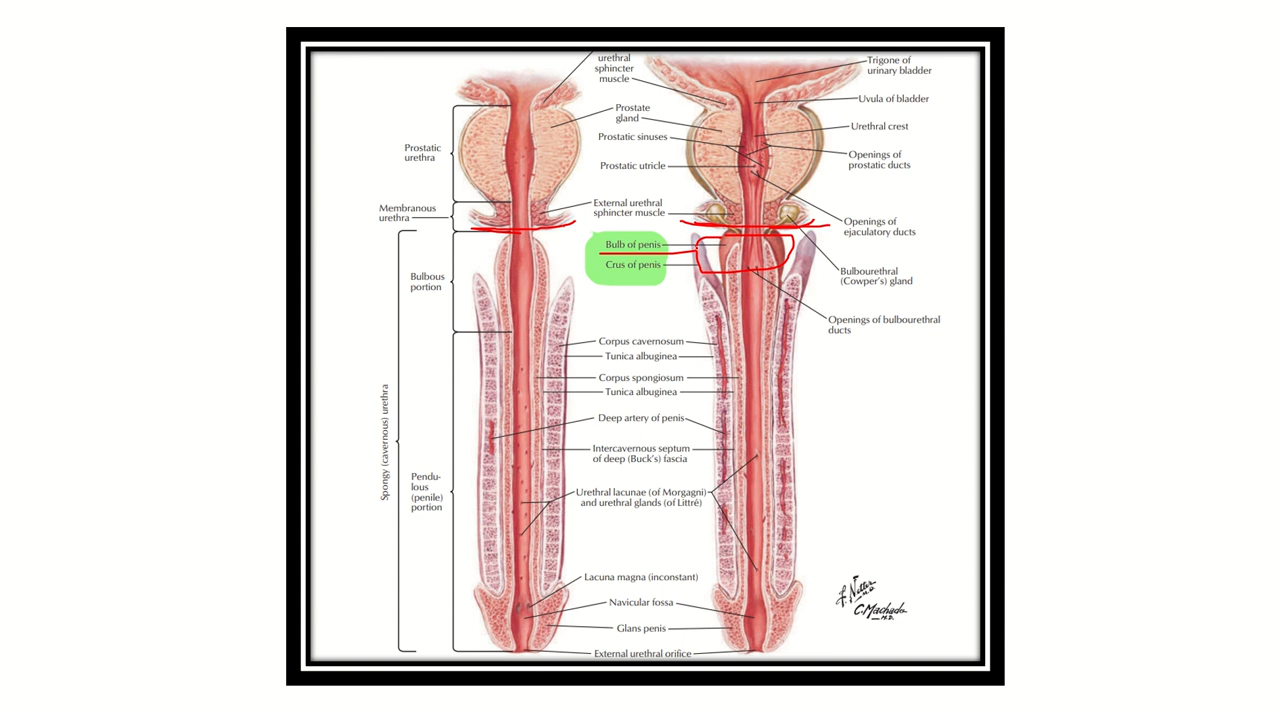 urethral
sphincter
muscle
Trigone of
urinary bladder
Uvula of bladder
Prostate
gland
Urethral crest
Prostatic sinuses
Prostatic
urethra
Openings of
prostatic ducts
Prostatic utricle
Membranous
urethra
External urethral
sphincter muscle
Openings of
ejaculatory ducts
Bulb of penis
Crus of penis
Bulbous
portion
Bulbourethral
(Cowper's) gland
Openings of bulbourethral
ducts
Corpus cavernosum
Tunica albuginea
Corpus spongiosum
Tunica albuginea
Spongy (cavernous) urethra
Deep artery of penis
Intercavernous septum
of deep (Buck's) fascia
Pendu-
lous
(penile)
portion
Urethral lacunae (of Morgagni)
and urethral glands (of Littré)
Lacuna magna (inconstant)
Navicular fossa
Glans penis
External urethral orifice
F. Netter
M.D.
C. Machado
M.D.